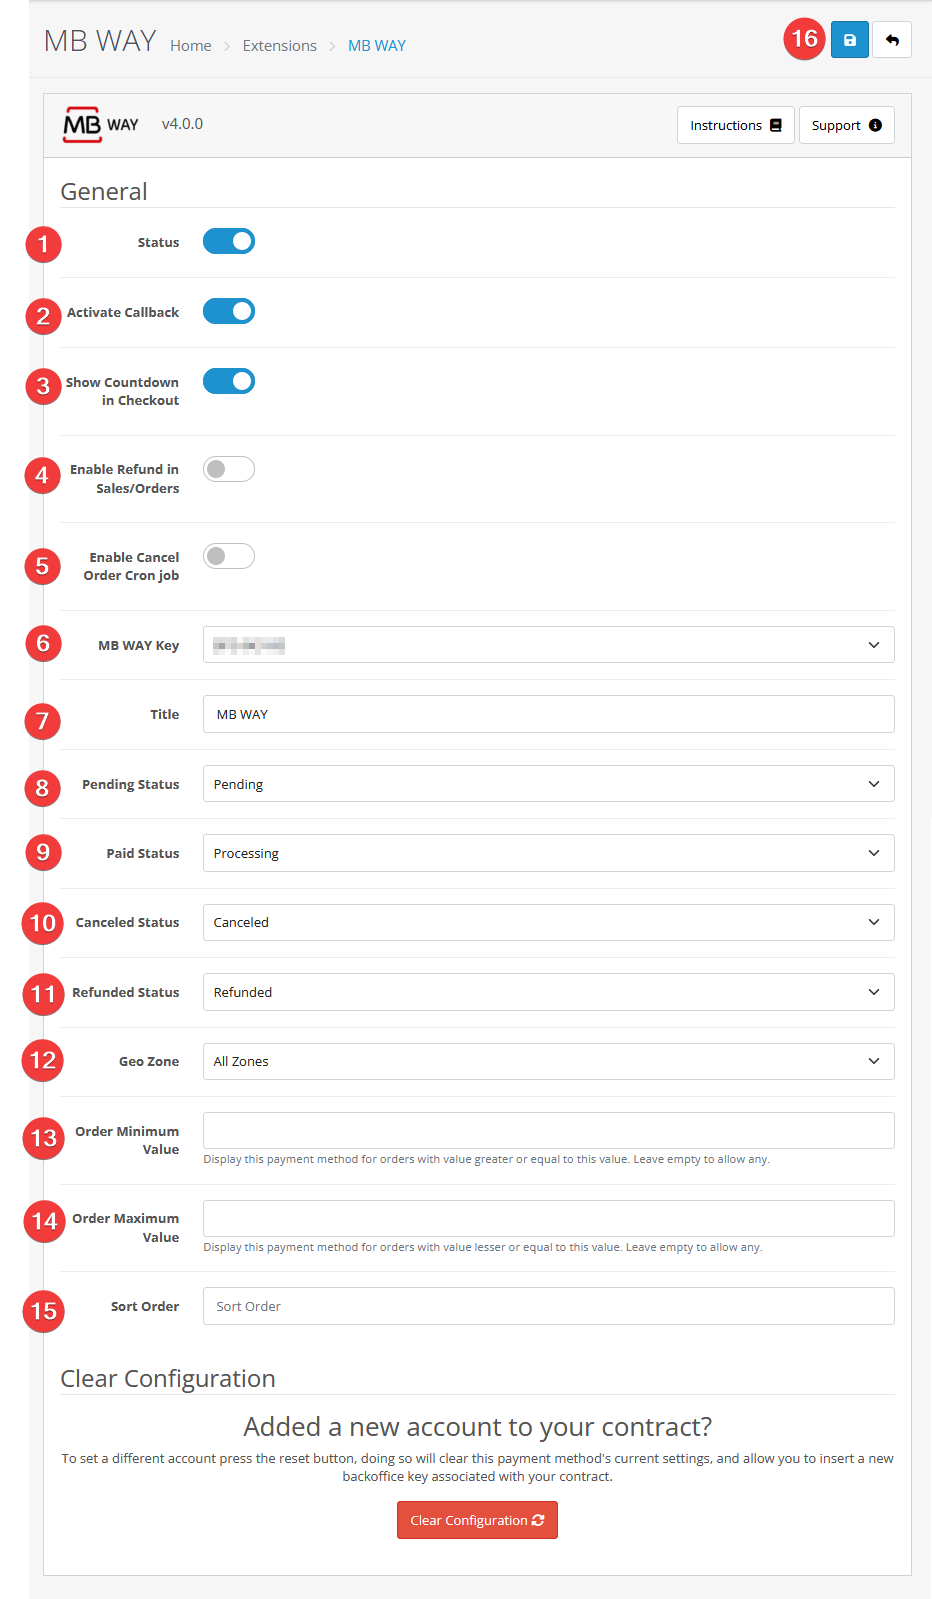 MB WAY Home > Extensions > MB WAY 16
MB WAY v4.0.0 Instructions Support
General
1 Status
2 Activate Callback
3 Show Countdown
in Checkout
4 Enable Refund in
Sales/Orders
5 Enable Cancel
Order Cron job
6 MB WAY Key
7 Title MB WAY
8 Pending Status Pending
9 Paid Status Processing
10 Canceled Status Canceled
11 Refunded Status Refunded
12 Geo Zone All Zones
13 Order Minimum
Value
Display this payment method for orders with value greater or equal to this value. Leave empty to allow any.
14 Order Maximum
Value
Display this payment method for orders with value lesser or equal to this value. Leave empty to allow any.
15 Sort Order Sort Order
Clear Configuration
Added a new account to your contract?
To set a different account press the reset button, doing so will clear this payment method's current settings, and allow you to insert a new
backoffice key associated with your contract.
Clear Configuration